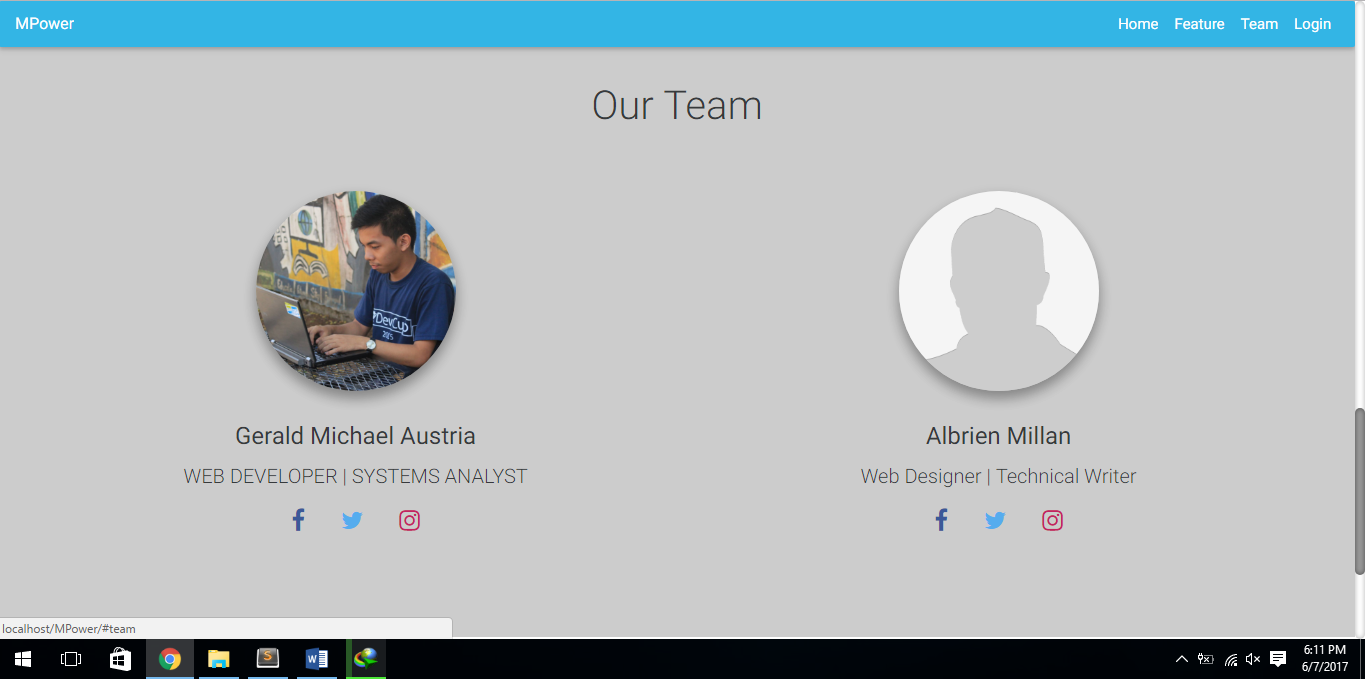 MPower
Home Feature Team Login
Our Team
DevCup
2015
Gerald Michael Austria
WEB DEVELOPER | SYSTEMS ANALYST
Albrien Millan
Web Designer | Technical Writer
localhost/MPower/#team
6:11 PM
6/7/2017